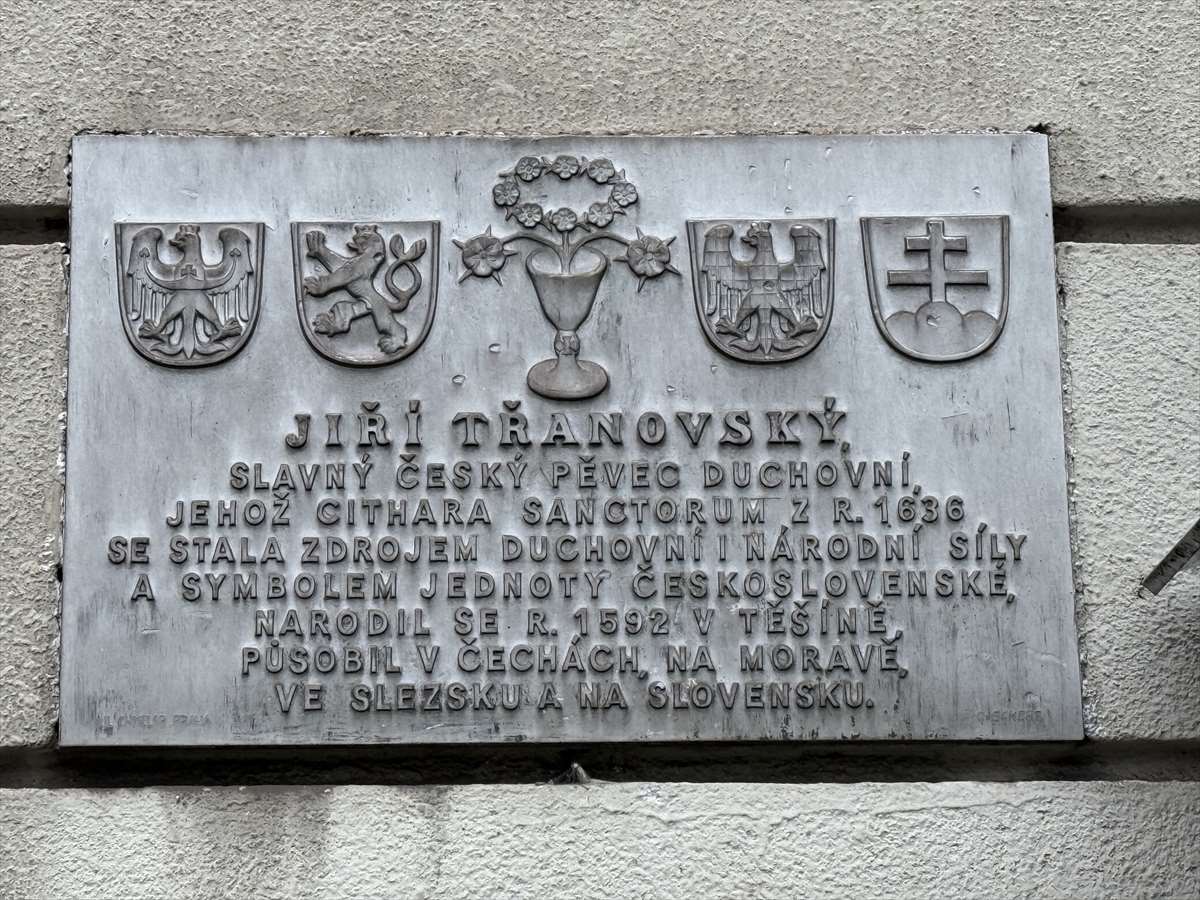 JIŘÍ TŘANOVSKÝ,
SLAVNÝ ČESKÝ PĚVEC DUCHOVNÍ,
JEHOŽ CITHARA SANCTORUM Z R. 1636
SE STALA ZDROJEM DUCHOVNÍ I NÁRODNÍ SÍLY
A SYMBOLEM JEDNOTY ČESKOSLOVENSKÉ,
NARODIL SE R. 1592 V TĚŠÍNĚ,
PŮSOBIL V ČECHÁCH, NA MORAVĚ,
VE SLEZSKU A NA SLOVENSKU.
PRAHA